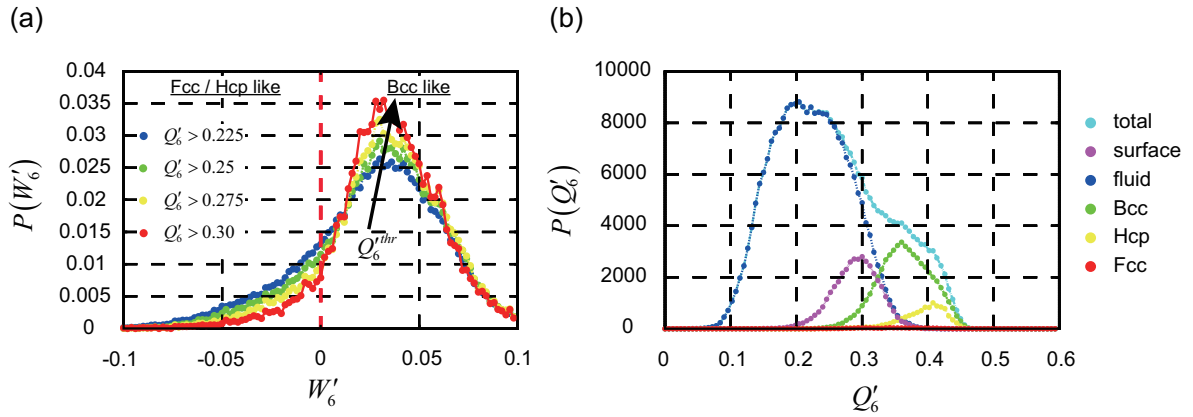 (a)
Fcc / Hcp like
Bcc like
Q′6 > 0.225
Q′6 > 0.25
Q′6 > 0.275
Q′6 > 0.30
Q′6 thr
0.04
0.035
0.03
0.025
0.02
0.015
0.01
0.005
0
P(W′6)
-0.1
-0.05
0
0.05
0.1
W′6
(b)
10000
8000
6000
4000
2000
0
P(Q′6)
0
0.1
0.2
0.3
0.4
0.5
0.6
Q′6
total
surface
fluid
Bcc
Hcp
Fcc